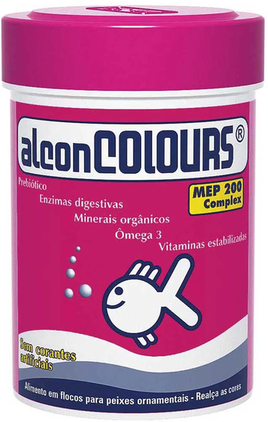 alconCOLOURS®
MEP 200
Complex
Prebiótico
Enzimas digestivas
Minerais orgânicos
Ômega 3
Vitaminas estabilizadas
Sem corantes
artificiais
Alimento em flocos para peixes ornamentais - Realça as cores